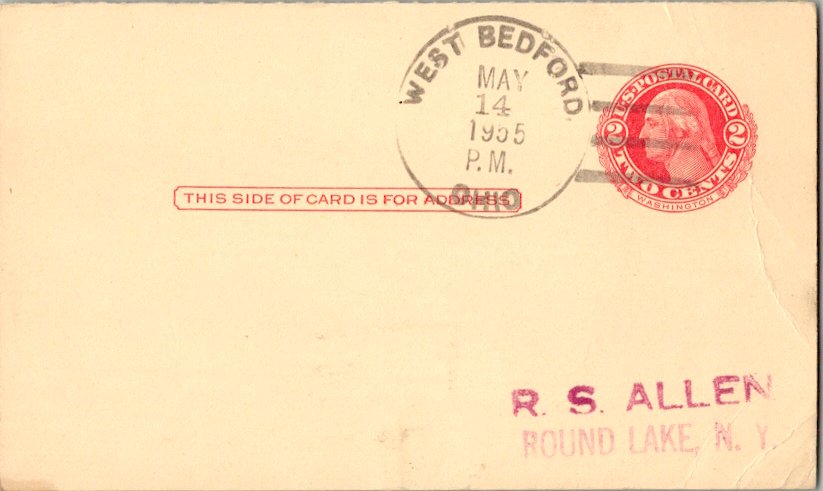 WEST BEDFORD
MAY
14
1955
P.M.
OHIO
U.S. POSTAL CARD
2 2
TWO CENTS
WASHINGTON
THIS SIDE OF CARD IS FOR ADDRESS
R. S. ALLEN
ROUND LAKE, N. Y.